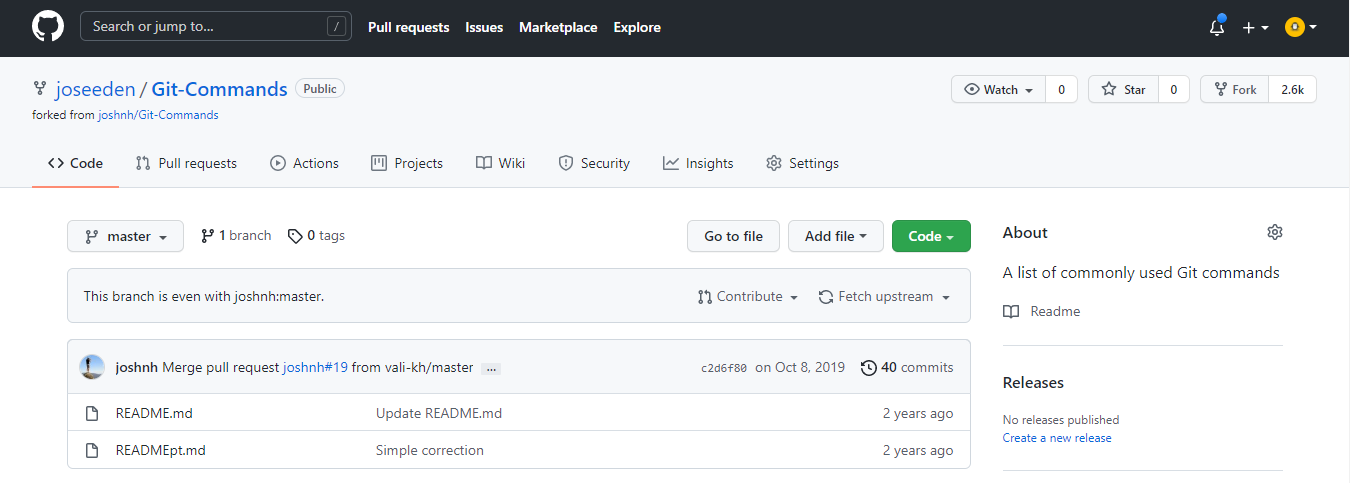 Search or jump to... / Pull requests Issues Marketplace Explore
joseeden / Git-Commands Public Watch 0 Star 0 Fork 2.6k
forked from joshnh/Git-Commands
Code Pull requests Actions Projects Wiki Security Insights Settings
master 1 branch 0 tags Go to file Add file Code
This branch is even with joshnh:master. Contribute Fetch upstream
joshnh Merge pull request joshnh#19 from vali-kh/master ... c2d6f80 on Oct 8, 2019 40 commits
README.md Update README.md 2 years ago
READMEpt.md Simple correction 2 years ago
About
A list of commonly used Git commands
Readme
Releases
No releases published
Create a new release